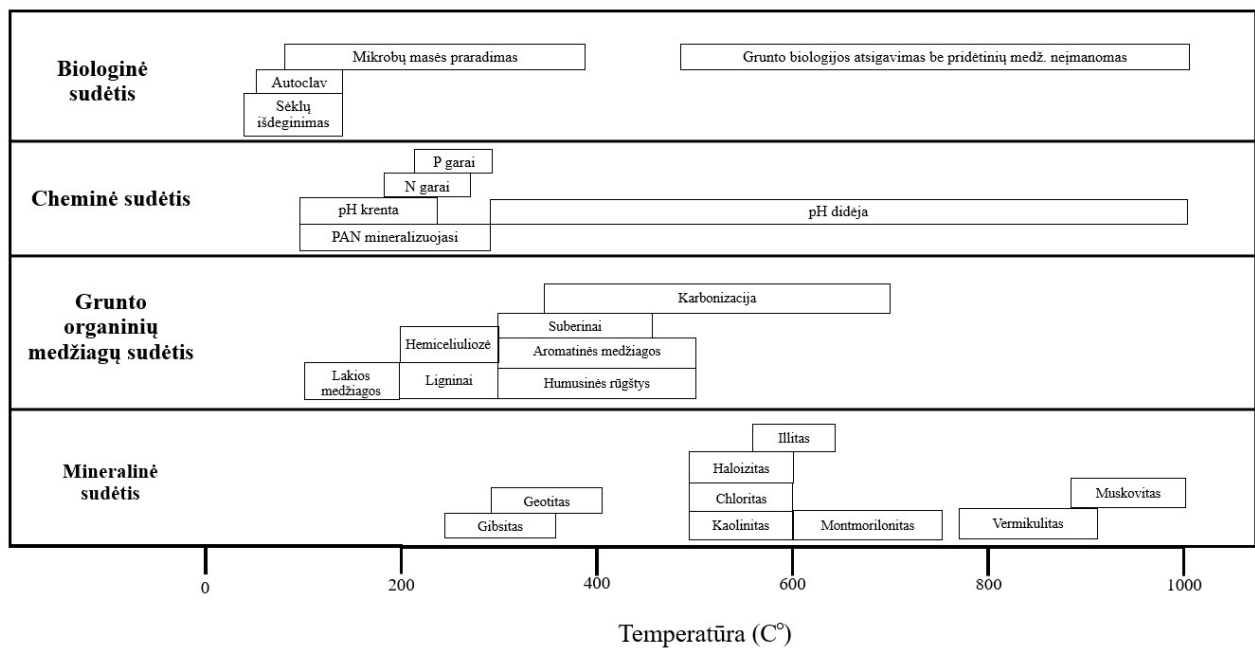 Biologinė
sudėtis
Mikrobų masės praradimas
Grunto biologijos atsigavimas be pridėtinių medž. neįmanomas
Autoclav
Sėklų
išdeginimas
Cheminė sudėtis
P garai
N garai
pH krenta
pH didėja
PAN mineralizuojasi
Grunto
organinių
medžiagų sudėtis
Karbonizacija
Suberinai
Hemiceliuliozė
Aromatinės medžiagos
Lakios
medžiagos
Ligninai
Humusinės rūgštys
Mineralinė
sudėtis
Illitas
Haloizitas
Geotitas
Chloritas
Muskovitas
Gibsitas
Kaolinitas
Montmorilonitas
Vermikulitas
0
200
400
600
800
1000
Temperatūra (C°)